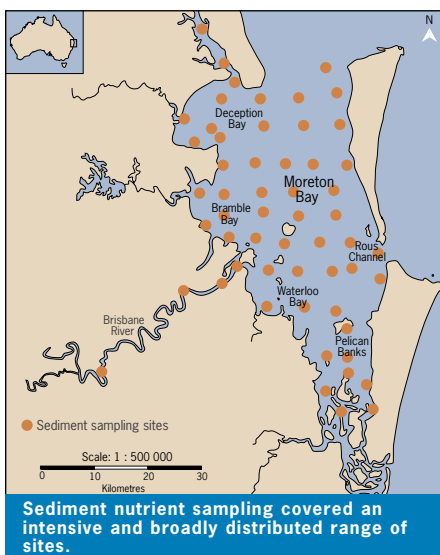 N
Deception
Bay
Moreton
Bay
Bramble
Bay
Rous
Channel
Waterloo
Bay
Brisbane
River
Pelican
Banks
Sediment sampling sites
Scale: 1 : 500 000
0 10 20 30
Kilometres
Sediment nutrient sampling covered an
intensive and broadly distributed range of
sites.